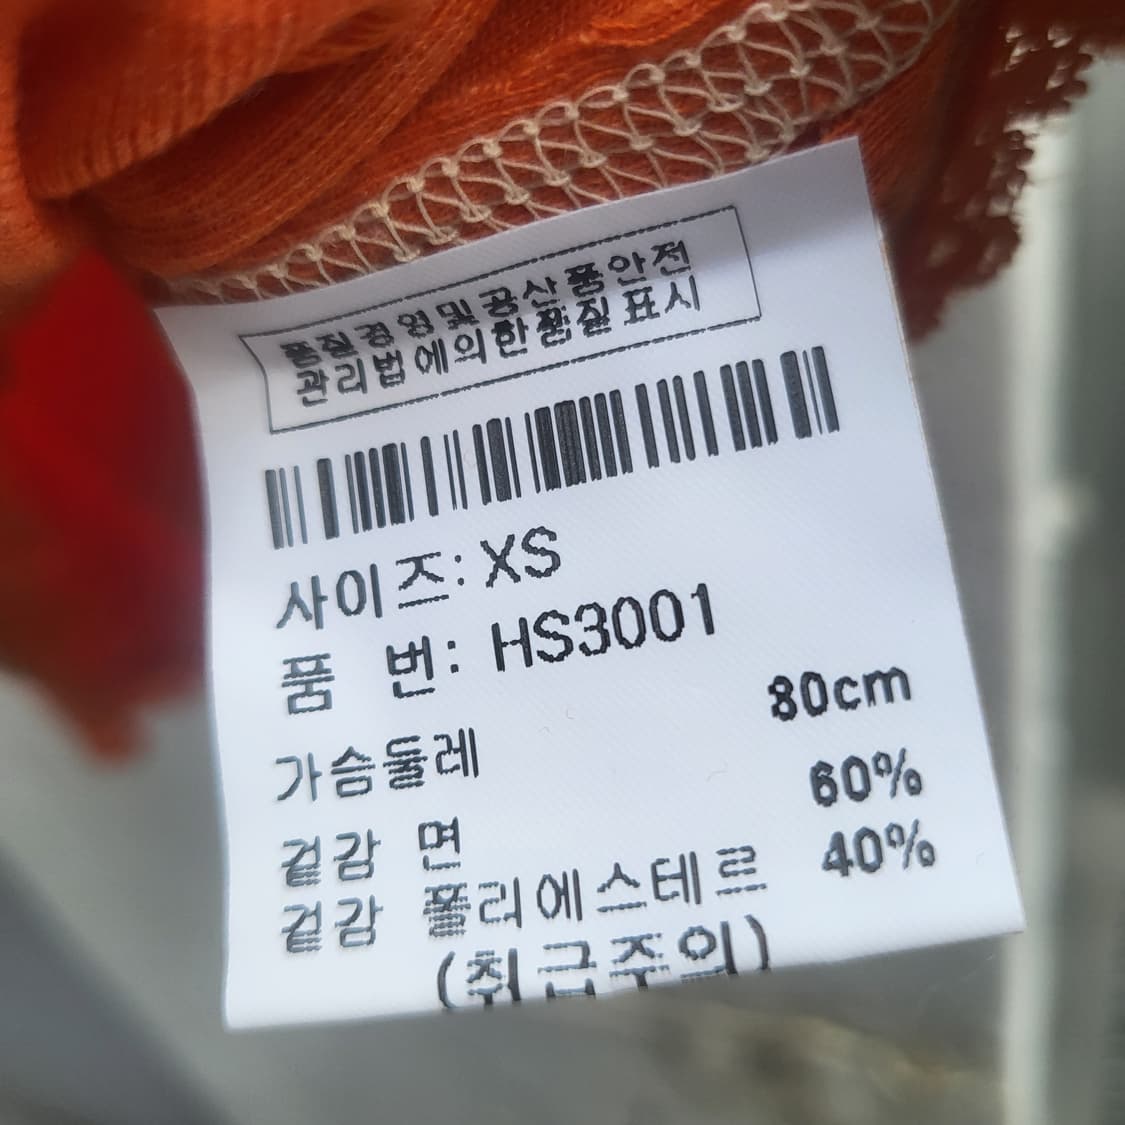 품질경영및공산품안전
관리법에의한품질표시
사이즈: XS
품 번: HS3001
가슴둘레 80cm
겉감 면 60%
겉감 폴리에스테르 40%
(취급주의)